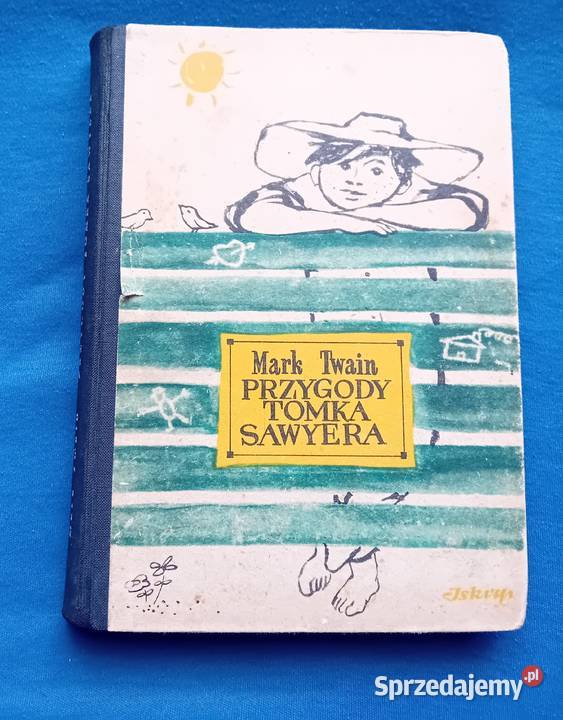 Mark Twain
PRZYGODY
TOMKA
SAWYERA
Iskry
Sprzedajemy.pl